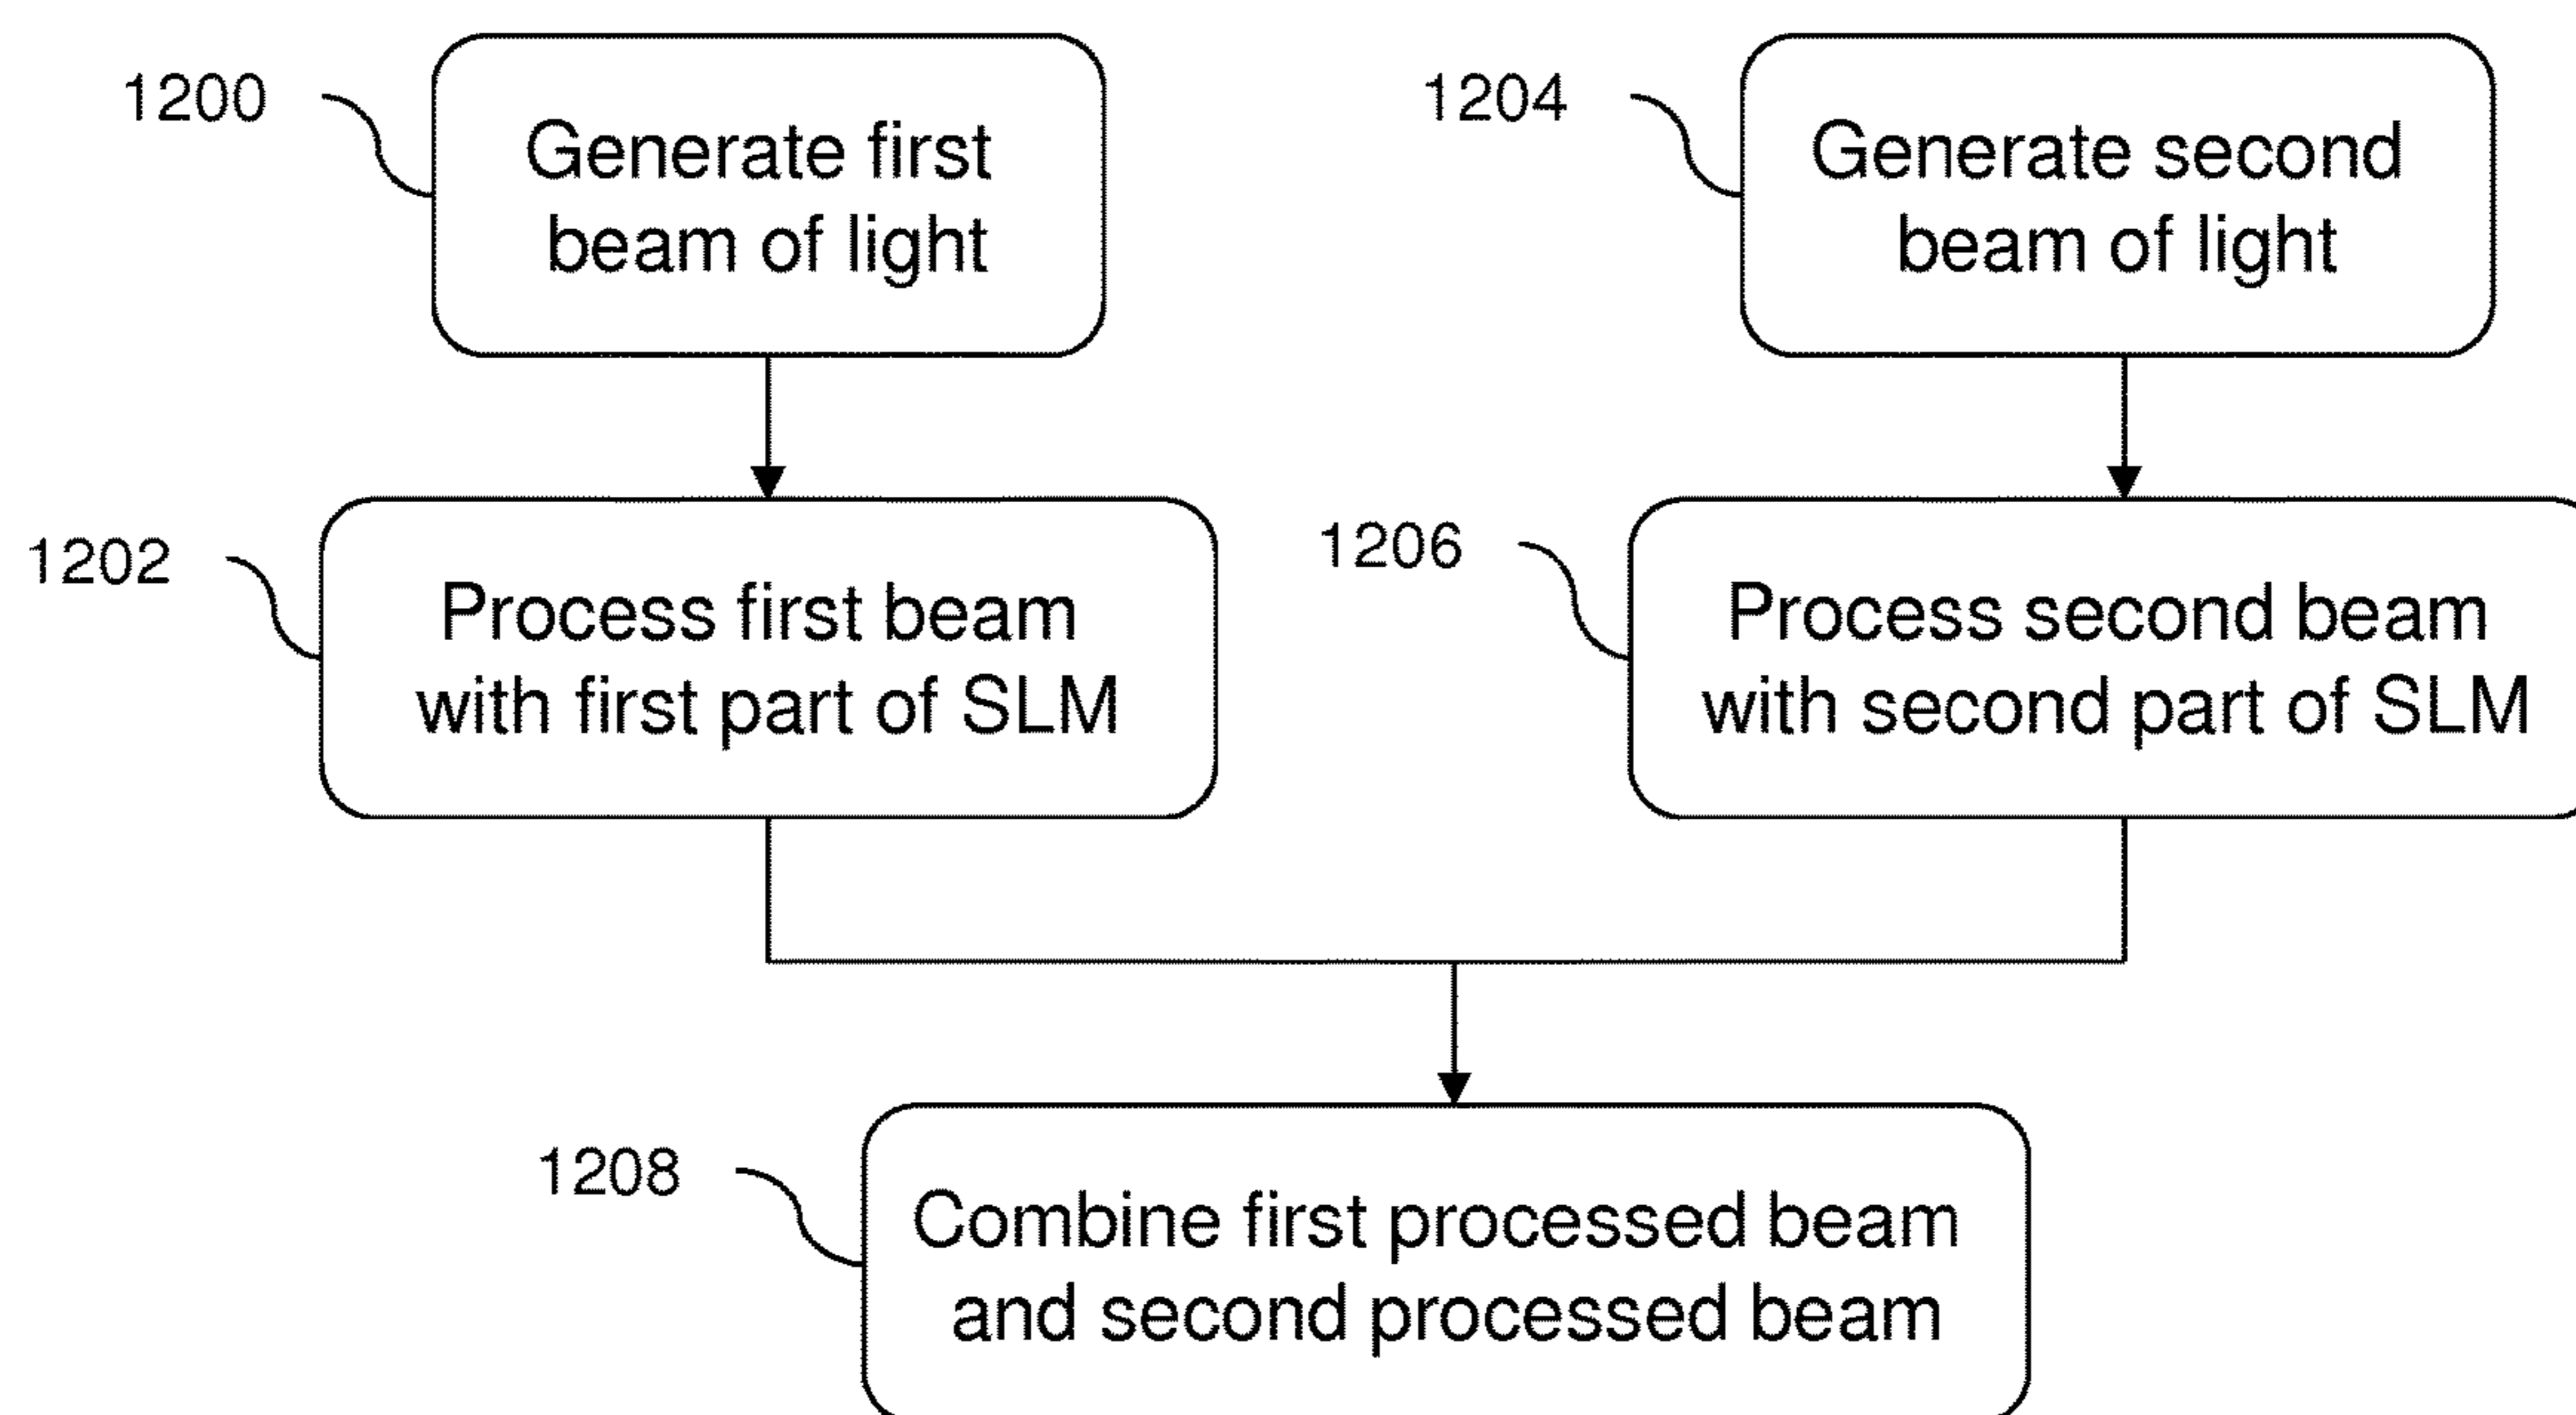 1200
Generate first
beam of light
1204
Generate second
beam of light
1202
Process first beam
with first part of SLM
1206
Process second beam
with second part of SLM
1208
Combine first processed beam
and second processed beam